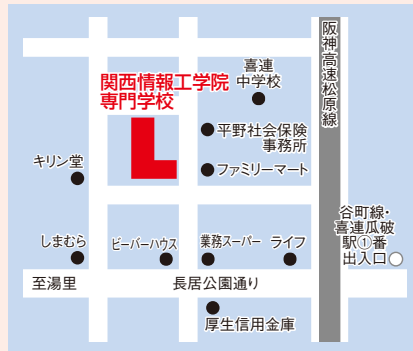 阪神高速松原線
喜連
中学校
関西情報工学院
専門学校
平野社会保険
事務所
ファミリーマート
キリン堂
谷町線・
喜連瓜破
駅①番
出入口
しまむら
ビーバーハウス
業務スーパー
ライフ
至湯里
長居公園通り
厚生信用金庫